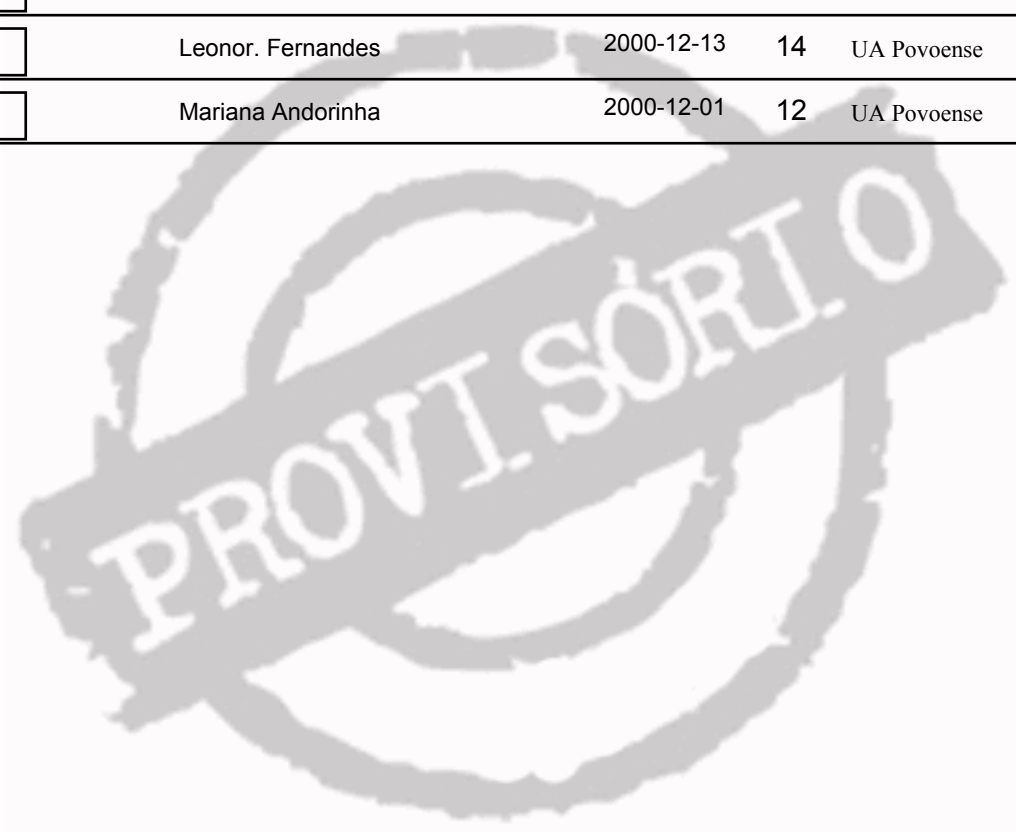 Leonor. Fernandes 2000-12-13 14 UA Povoense
Mariana Andorinha 2000-12-01 12 UA Povoense
PROVISÓRIO